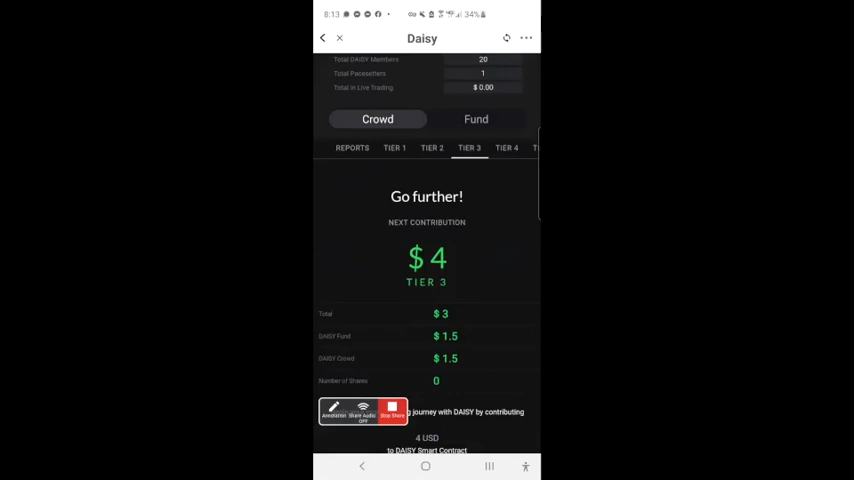 8:13
34%
Daisy
Total DAISY Members 20
Total Pacesetters 1
Total in Live Trading $ 0.00
Crowd Fund
REPORTS TIER 1 TIER 2 TIER 3 TIER 4
Go further!
NEXT CONTRIBUTION
$ 4
TIER 3
Total $ 3
DAISY Fund $ 1.5
DAISY Crowd $ 1.5
Number of Shares 0
Annotation Share Audio OFF Stop Share
journey with DAISY by contributing
4 USD
to DAISY Smart Contract